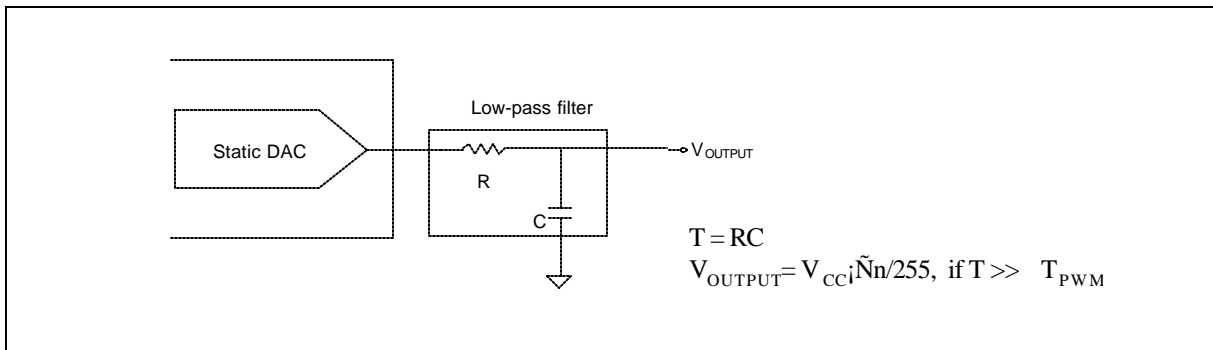 Low-pass filter
Static DAC
VOUTPUT
R
C
T = RC
VOUTPUT= VCC¡Ñn/255, if T >> TPWM